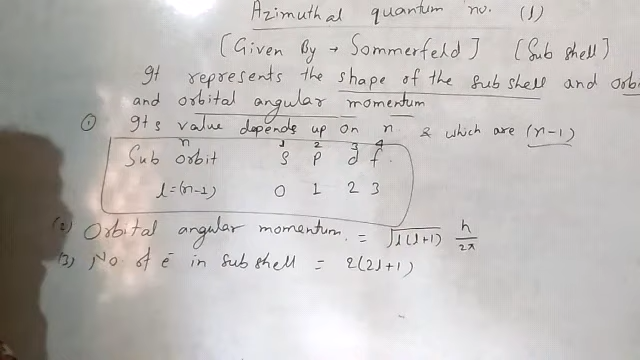 Azimuthal quantum no. (l)
[Given By → Sommerfeld] [Sub shell]
It represents the shape of the sub shell and orbi
and orbital angular momentum
① Its value depends up on n & which are (n-1)
n 1 2 3 4
Sub orbit s p d f
l=(n-1) 0 1 2 3
(2) Orbital angular momentum. = √l(l+1) h/2π
(3) No. of e⁻ in sub shell = 2(2l+1)